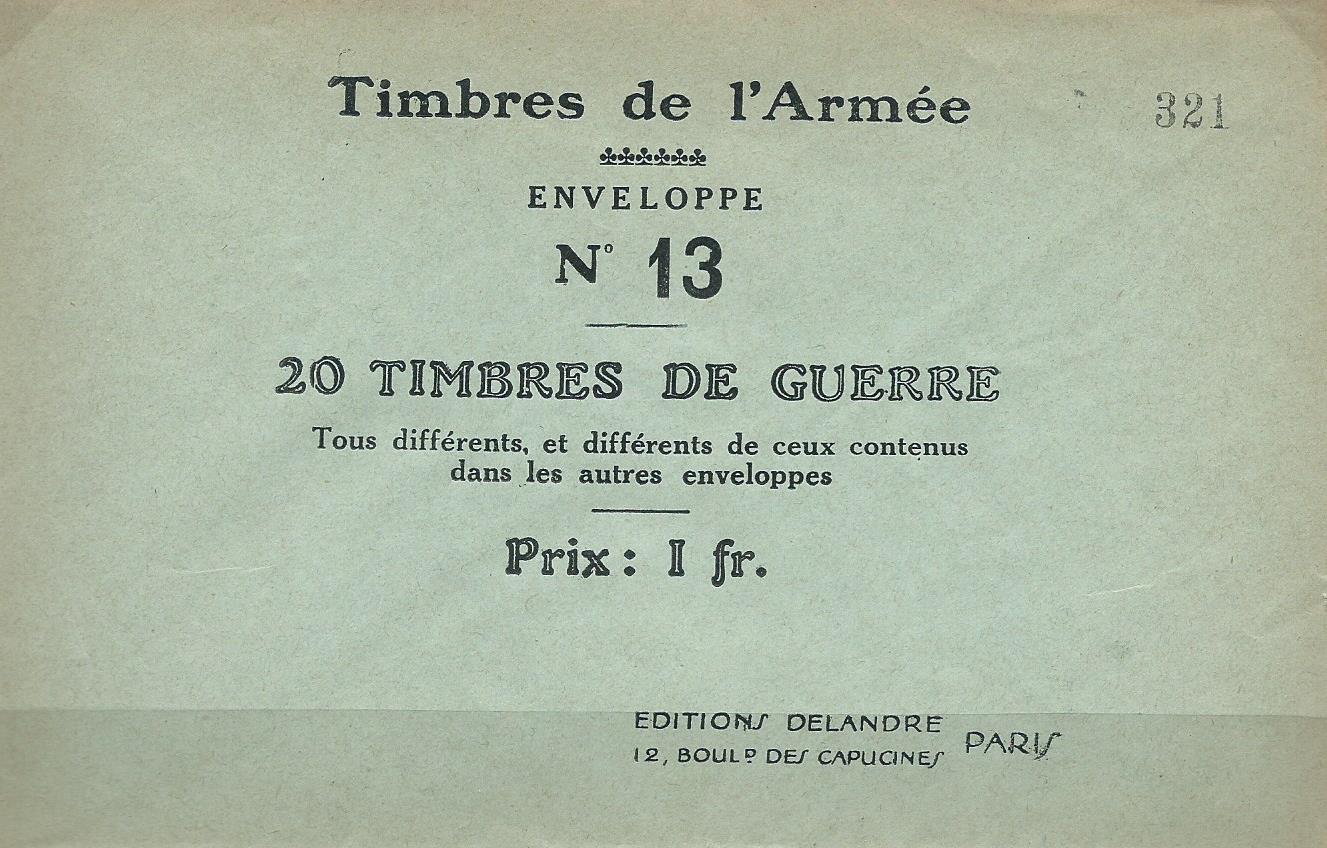 Timbres de l'Armée
321
ENVELOPPE
N° 13
20 TIMBRES DE GUERRE
Tous différents, et différents de ceux contenus
dans les autres enveloppes
Prix : 1 fr.
EDITIONS DELANDRE
12, BOULD DES CAPUCINES
PARIS